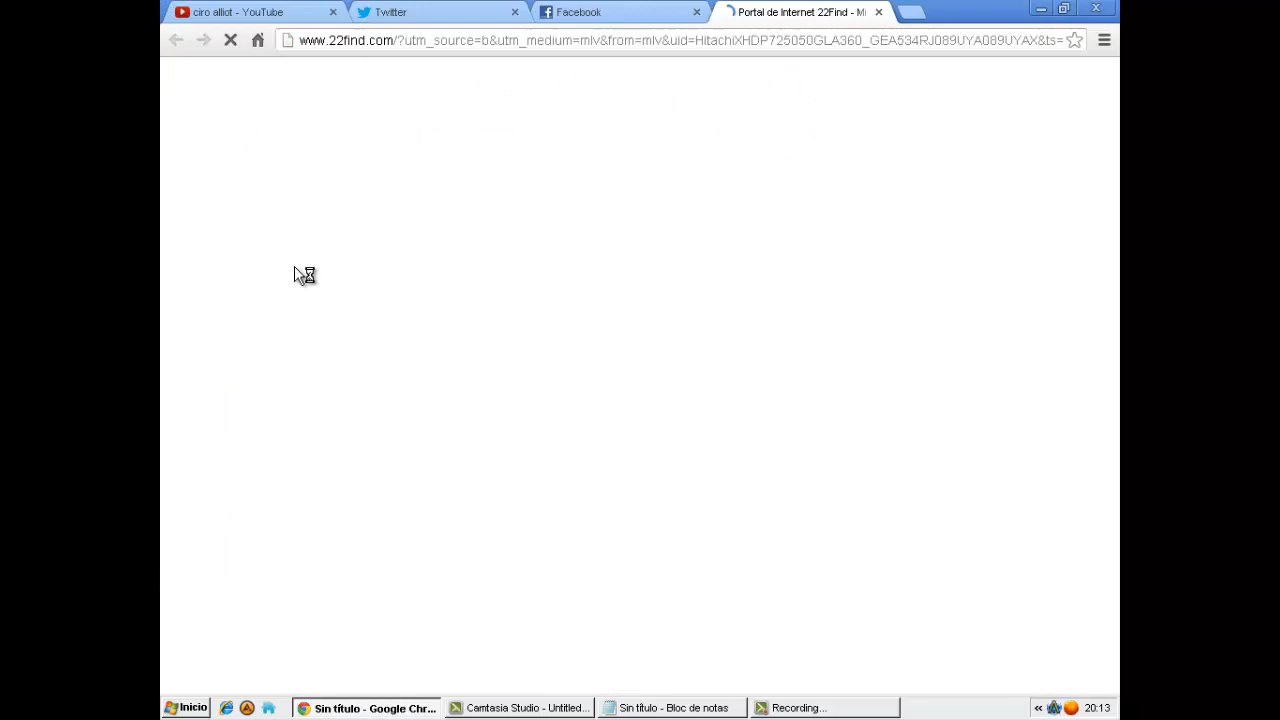 ciro alliot - YouTube
Twitter
Facebook
Portal de Internet 22Find - Mi
www.22find.com/?utm_source=b&utm_medium=mlv&from=mlv&uid=HitachiXHDP725050GLA360_GEA534RJ089UYA089UYAX&ts=
Inicio
Sin título - Google Chr...
Camtasia Studio - Untitled...
Sin título - Bloc de notas
Recording...
20:13